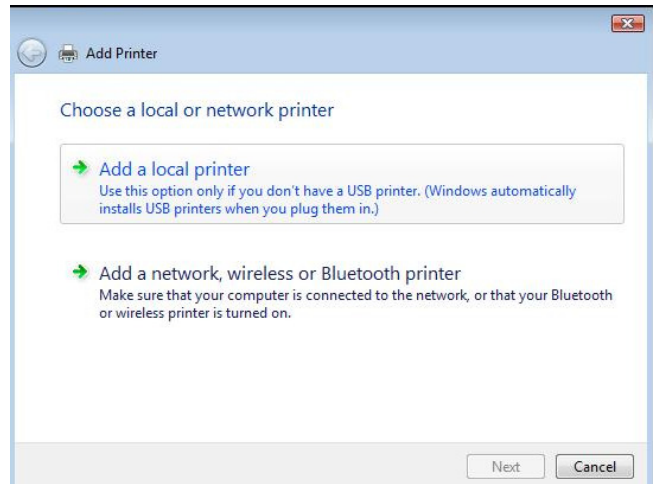 Add Printer
Choose a local or network printer
Add a local printer
Use this option only if you don't have a USB printer. (Windows automatically
installs USB printers when you plug them in.)
Add a network, wireless or Bluetooth printer
Make sure that your computer is connected to the network, or that your Bluetooth
or wireless printer is turned on.
Next Cancel